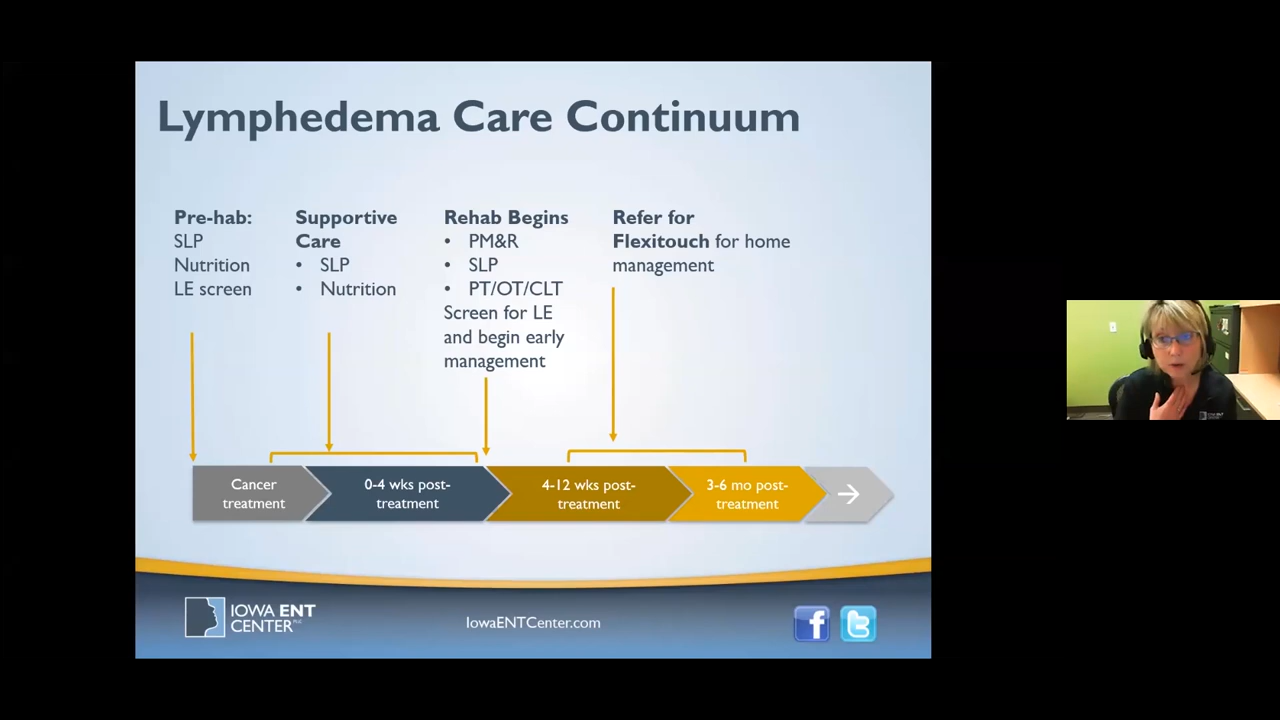 Lymphedema Care Continuum
Pre-hab:
SLP
Nutrition
LE screen
Supportive
Care
• SLP
• Nutrition
Rehab Begins
• PM&R
• SLP
• PT/OT/CLT
Screen for LE
and begin early
management
Refer for
Flexitouch for home
management
Cancer
treatment
0-4 wks post-
treatment
4-12 wks post-
treatment
3-6 mo post-
treatment
IOWA ENT
CENTER PLC
IowaENTCenter.com